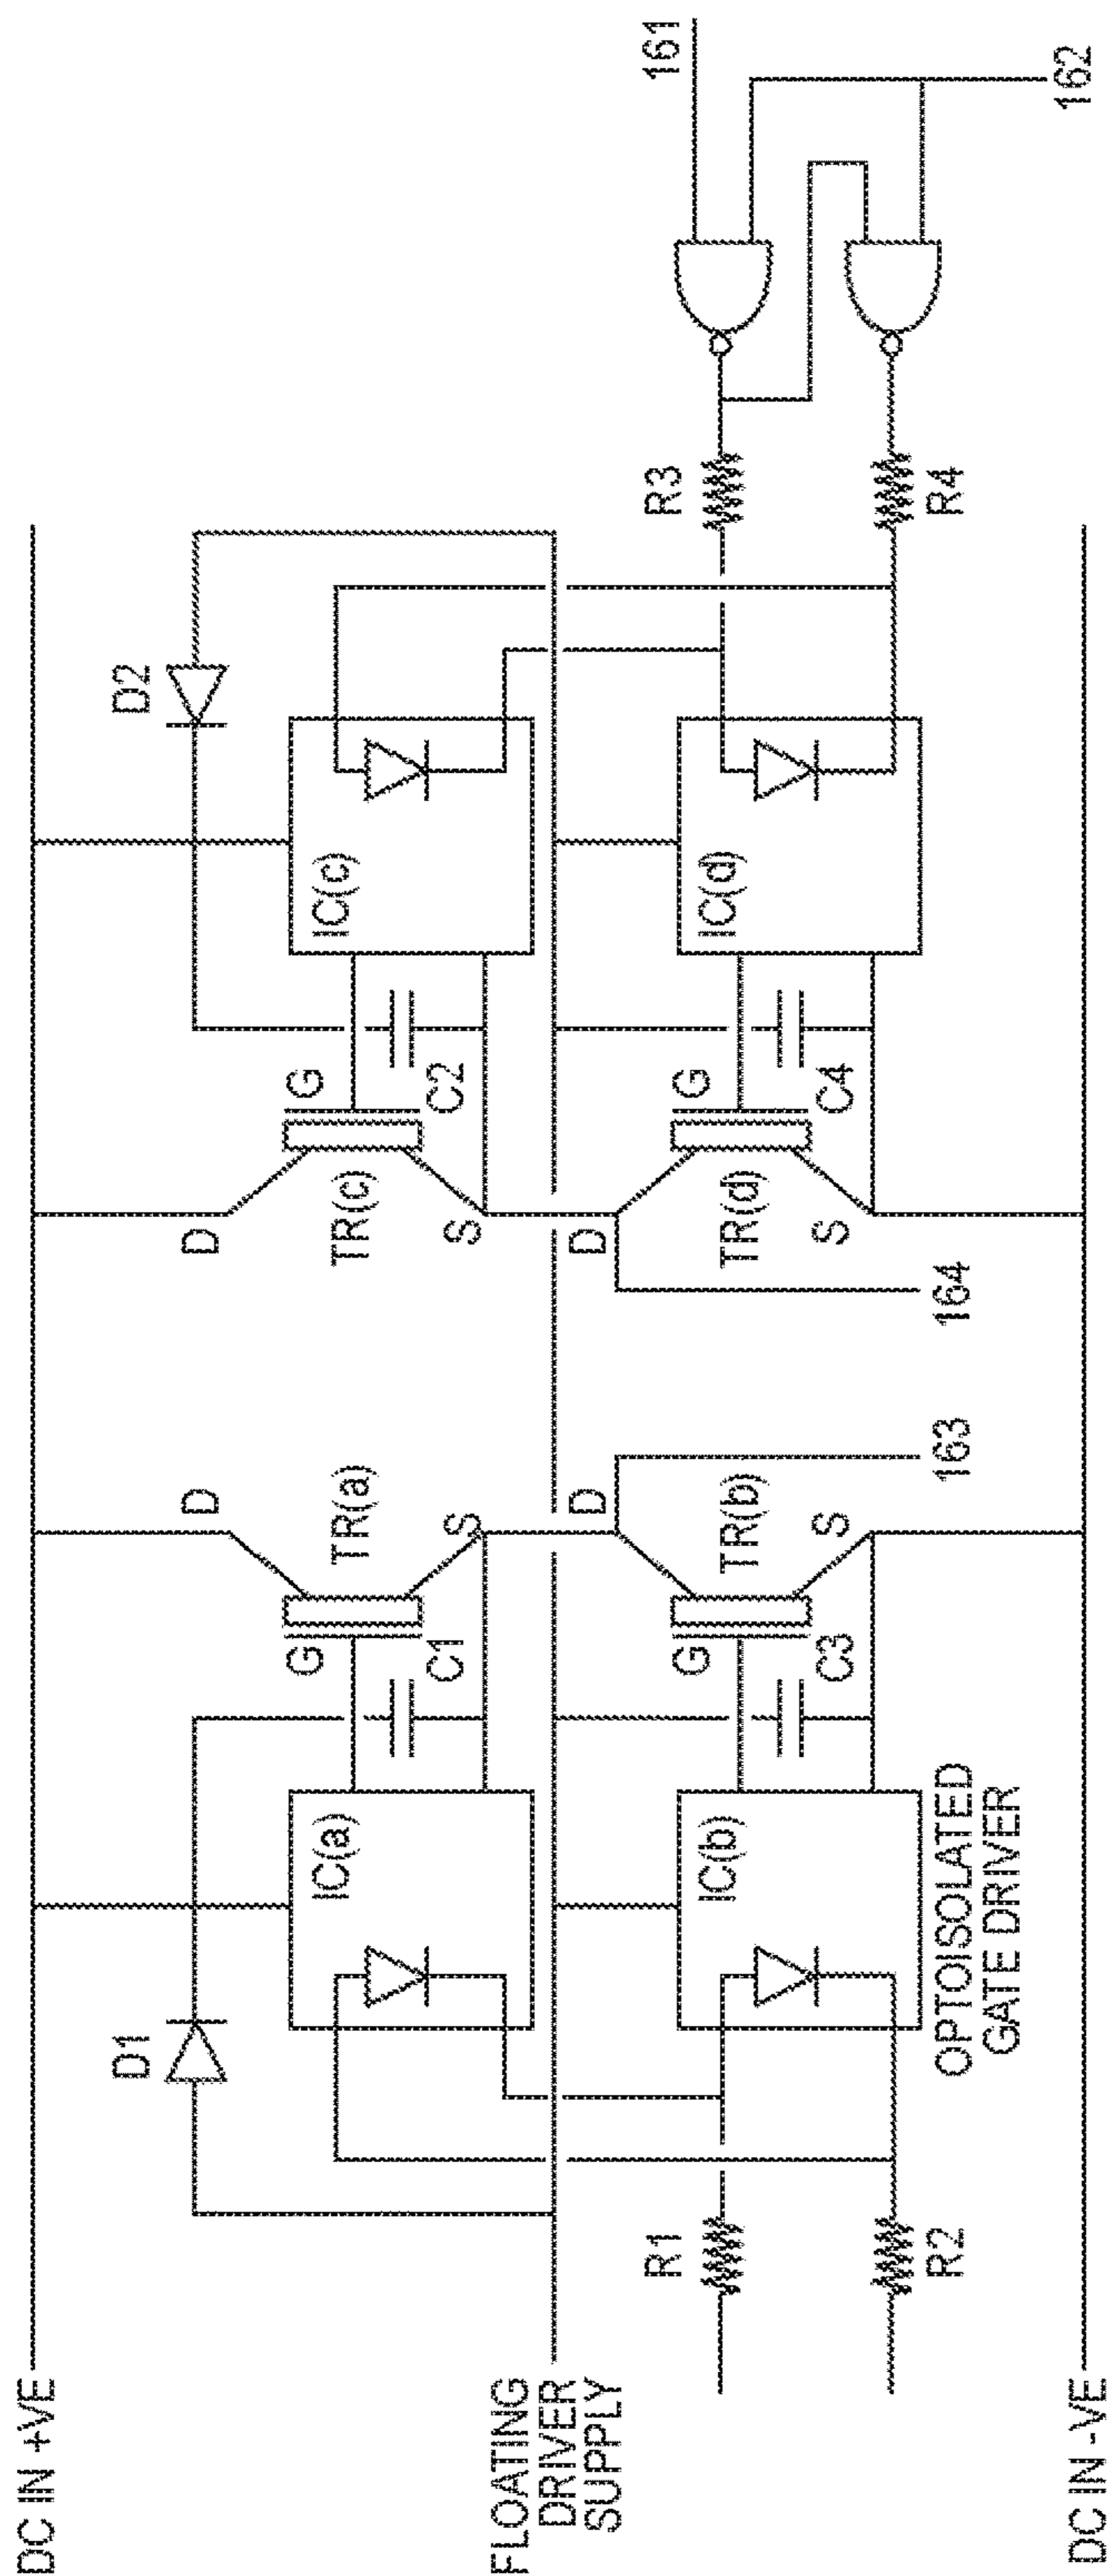 DC IN +VE
D1
D2
D
D
IC(a)
G
TR(a)
TR(c)
G
IC(c)
C1
C2
S
S
FLOATING
DRIVER
SUPPLY
D
D
R1
R3
161
IC(b)
G
TR(b)
TR(d)
G
IC(d)
C3
C4
S
S
R2
OPTOISOLATED
GATE DRIVER
163
164
R4
162
DC IN -VE